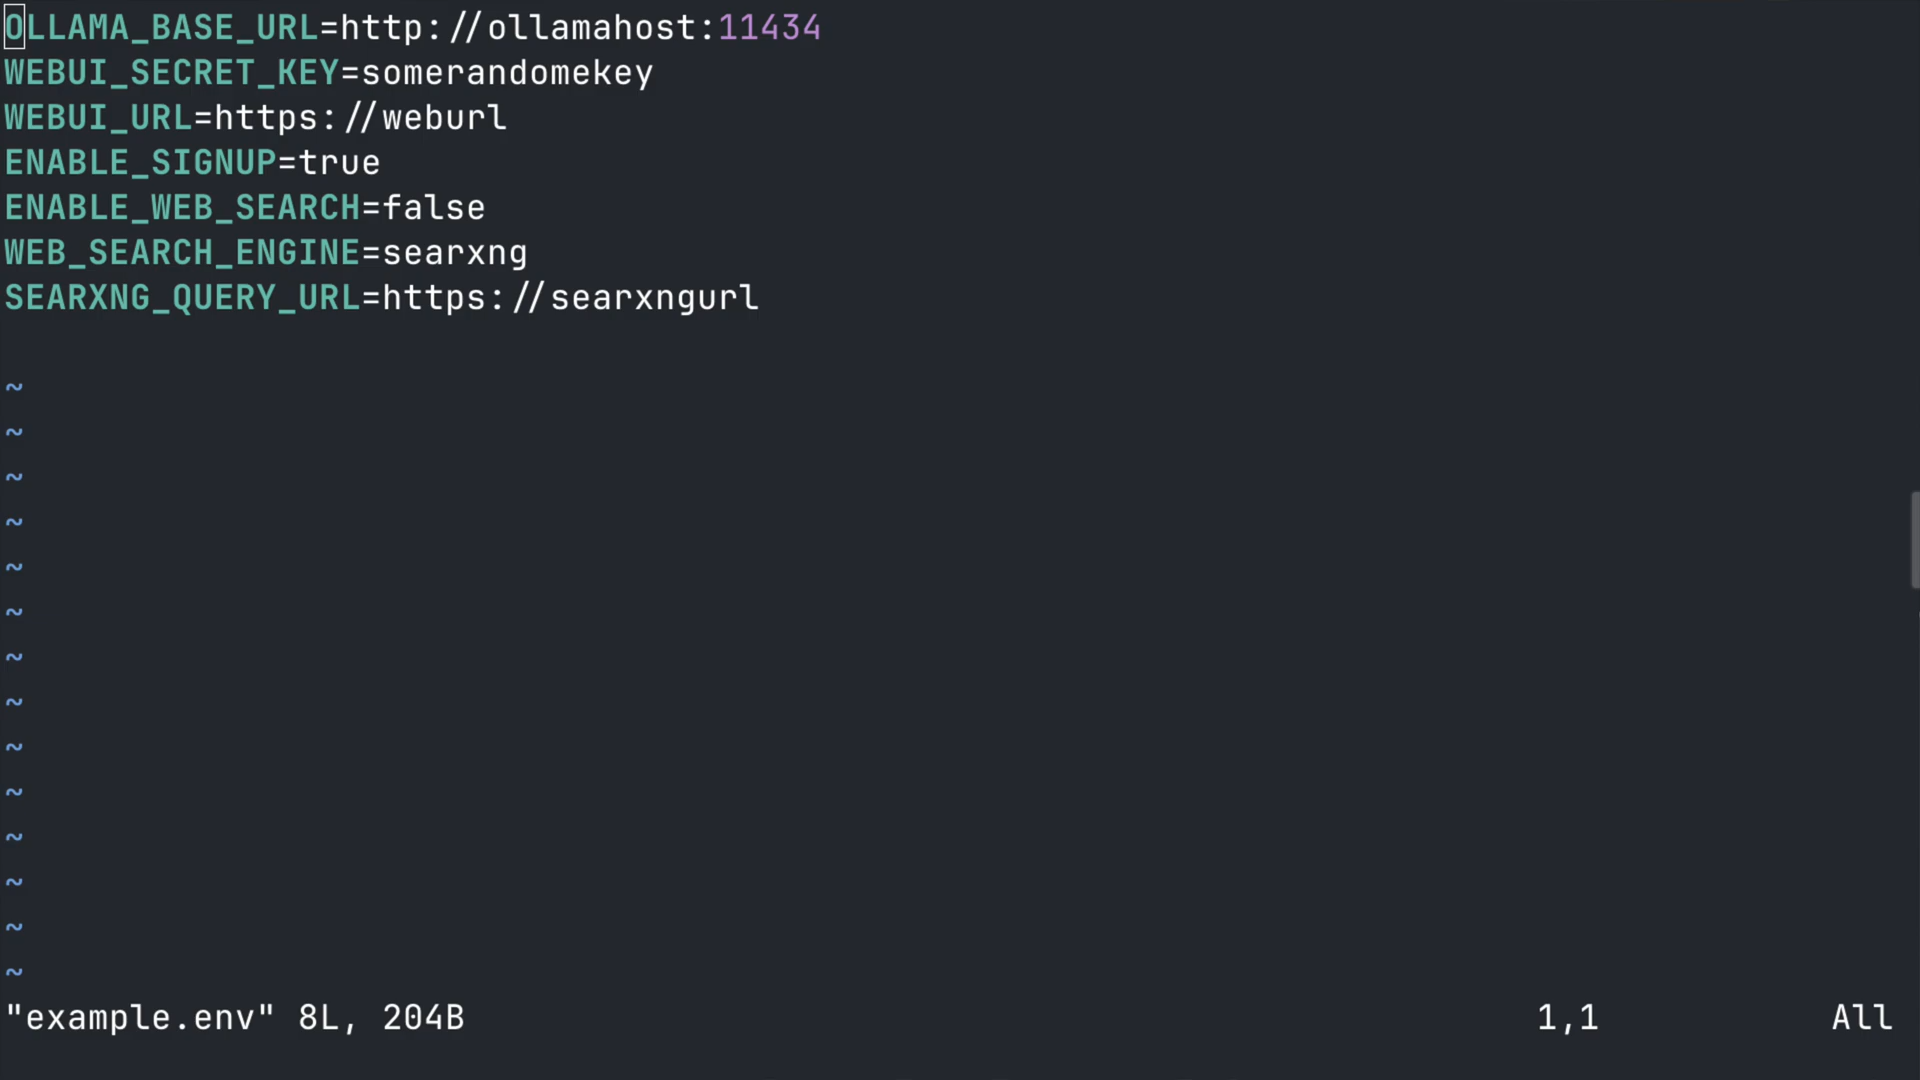 OLLAMA_BASE_URL=http://ollamahost:11434
WEBUI_SECRET_KEY=somerandomekey
WEBUI_URL=https://weburl
ENABLE_SIGNUP=true
ENABLE_WEB_SEARCH=false
WEB_SEARCH_ENGINE=searxng
SEARXNG_QUERY_URL=https://searxngurl
~
~
~
~
~
~
~
~
~
~
~
~
~
~
"example.env" 8L, 204B 1,1 All